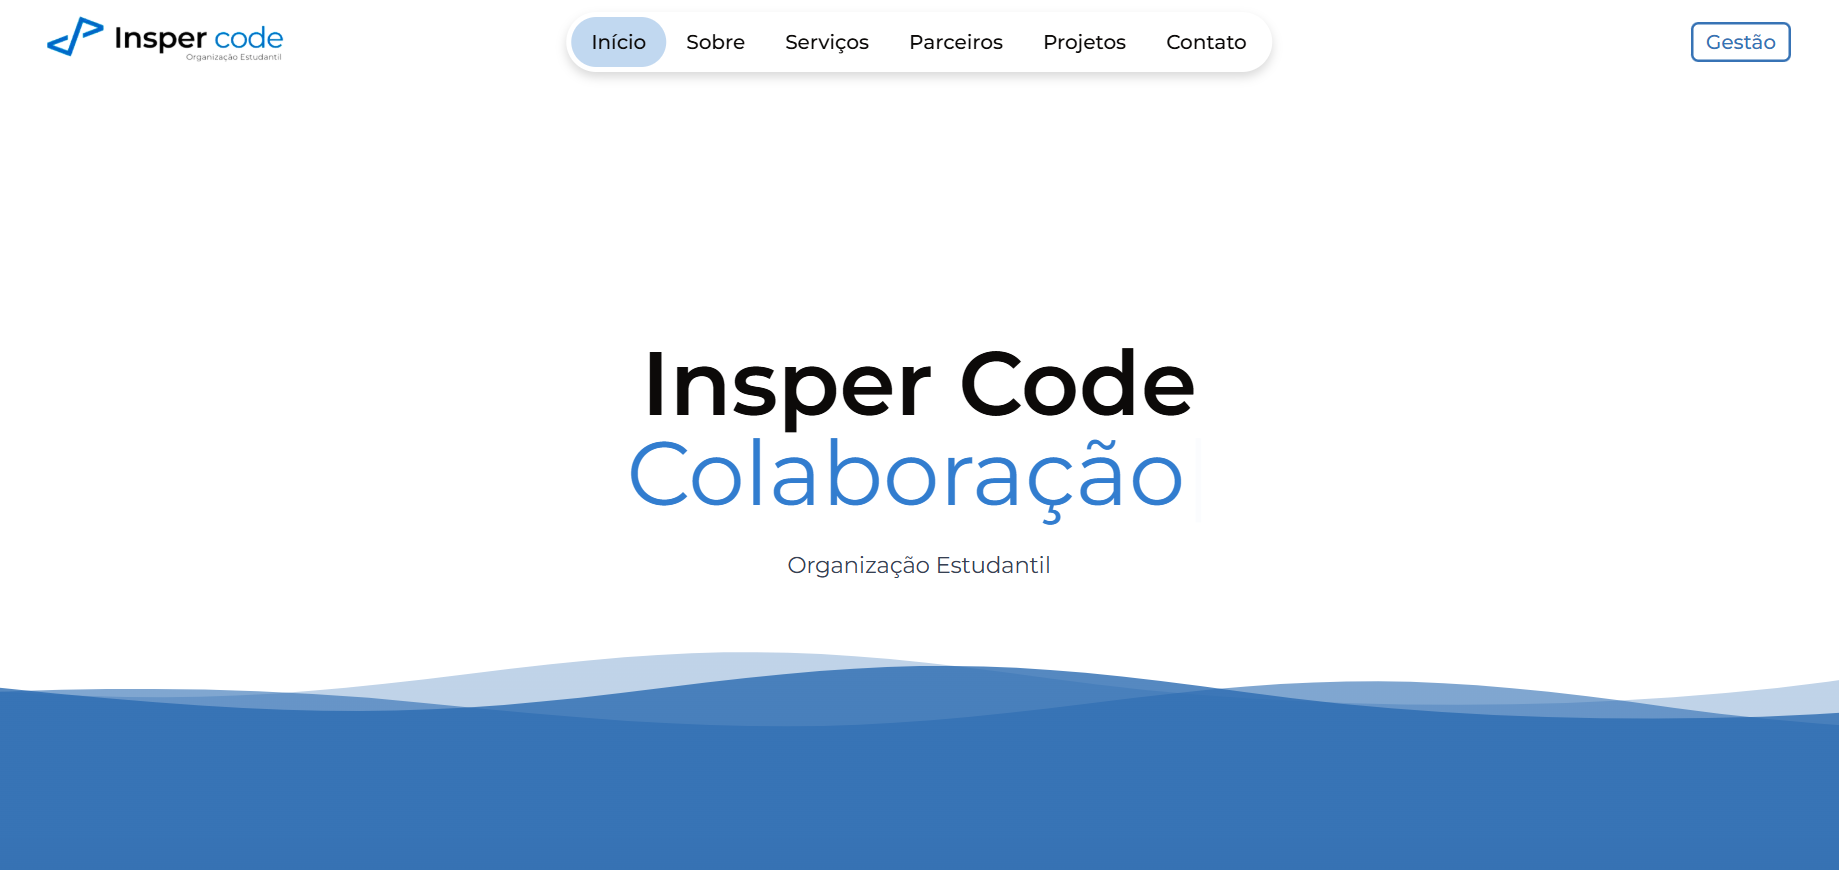 Insper code
Organização Estudantil
Início Sobre Serviços Parceiros Projetos Contato
Gestão
Insper Code
Colaboração
Organização Estudantil